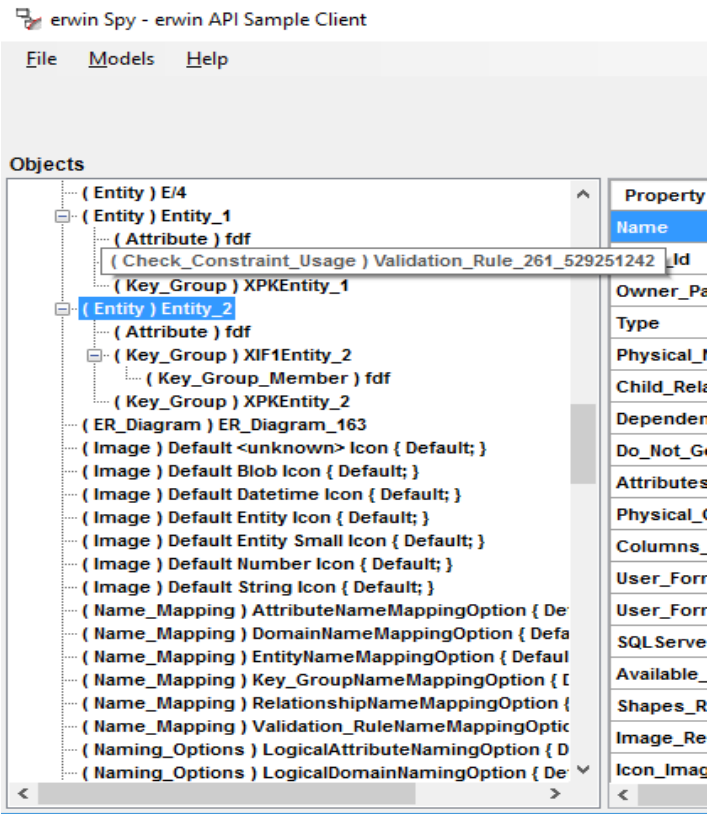 erwin Spy - erwin API Sample Client
File Models Help
Objects
( Entity ) E/4
( Entity ) Entity_1
( Attribute ) fdf
( Check_Constraint_Usage ) Validation_Rule_261_529251242
( Key_Group ) XPKEntity_1
( Entity ) Entity_2
( Attribute ) fdf
( Key_Group ) XIF1Entity_2
( Key_Group_Member ) fdf
( Key_Group ) XPKEntity_2
( ER_Diagram ) ER_Diagram_163
( Image ) Default <unknown> Icon { Default; }
( Image ) Default Blob Icon { Default; }
( Image ) Default Datetime Icon { Default; }
( Image ) Default Entity Icon { Default; }
( Image ) Default Entity Small Icon { Default; }
( Image ) Default Number Icon { Default; }
( Image ) Default String Icon { Default; }
( Name_Mapping ) AttributeNameMappingOption { De
( Name_Mapping ) DomainNameMappingOption { Defa
( Name_Mapping ) EntityNameMappingOption { Defaul
( Name_Mapping ) Key_GroupNameMappingOption { D
( Name_Mapping ) RelationshipNameMappingOption {
( Name_Mapping ) Validation_RuleNameMappingOptic
( Naming_Options ) LogicalAttributeNamingOption { D
( Naming_Options ) LogicalDomainNamingOption { De
Property
Name
_Id
Owner_Pa
Type
Physical_N
Child_Rela
Dependen
Do_Not_Ge
Attributes
Physical_C
Columns_
User_Form
User_Form
SQLServe
Available_
Shapes_R
Image_Re
Icon_Imag